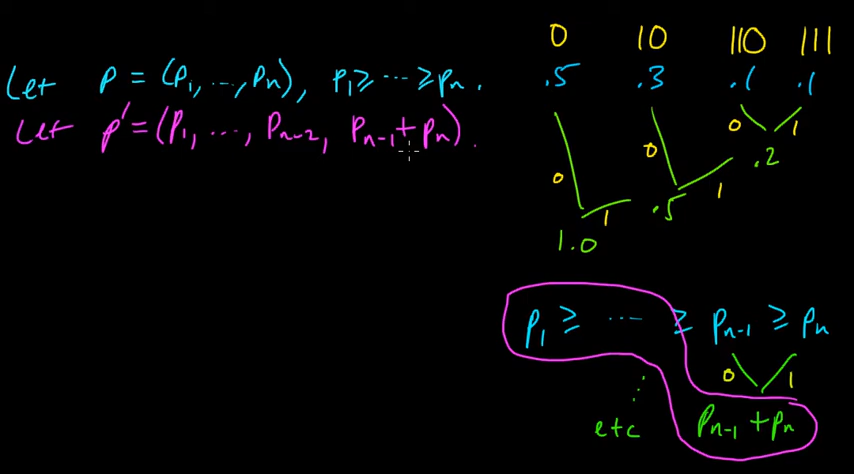 Let p = (p₁, ..., pₙ), p₁ ≥ ... ≥ pₙ.
Let p' = (p₁, ..., pₙ₋₂, pₙ₋₁ + pₙ).
0 10 110 111
.5 .3 .1 .1
0 1
.2
0 1
0 1
.5
1.0
p₁ ≥ ... ≥ pₙ₋₁ ≥ pₙ
0 1
etc pₙ₋₁ + pₙ